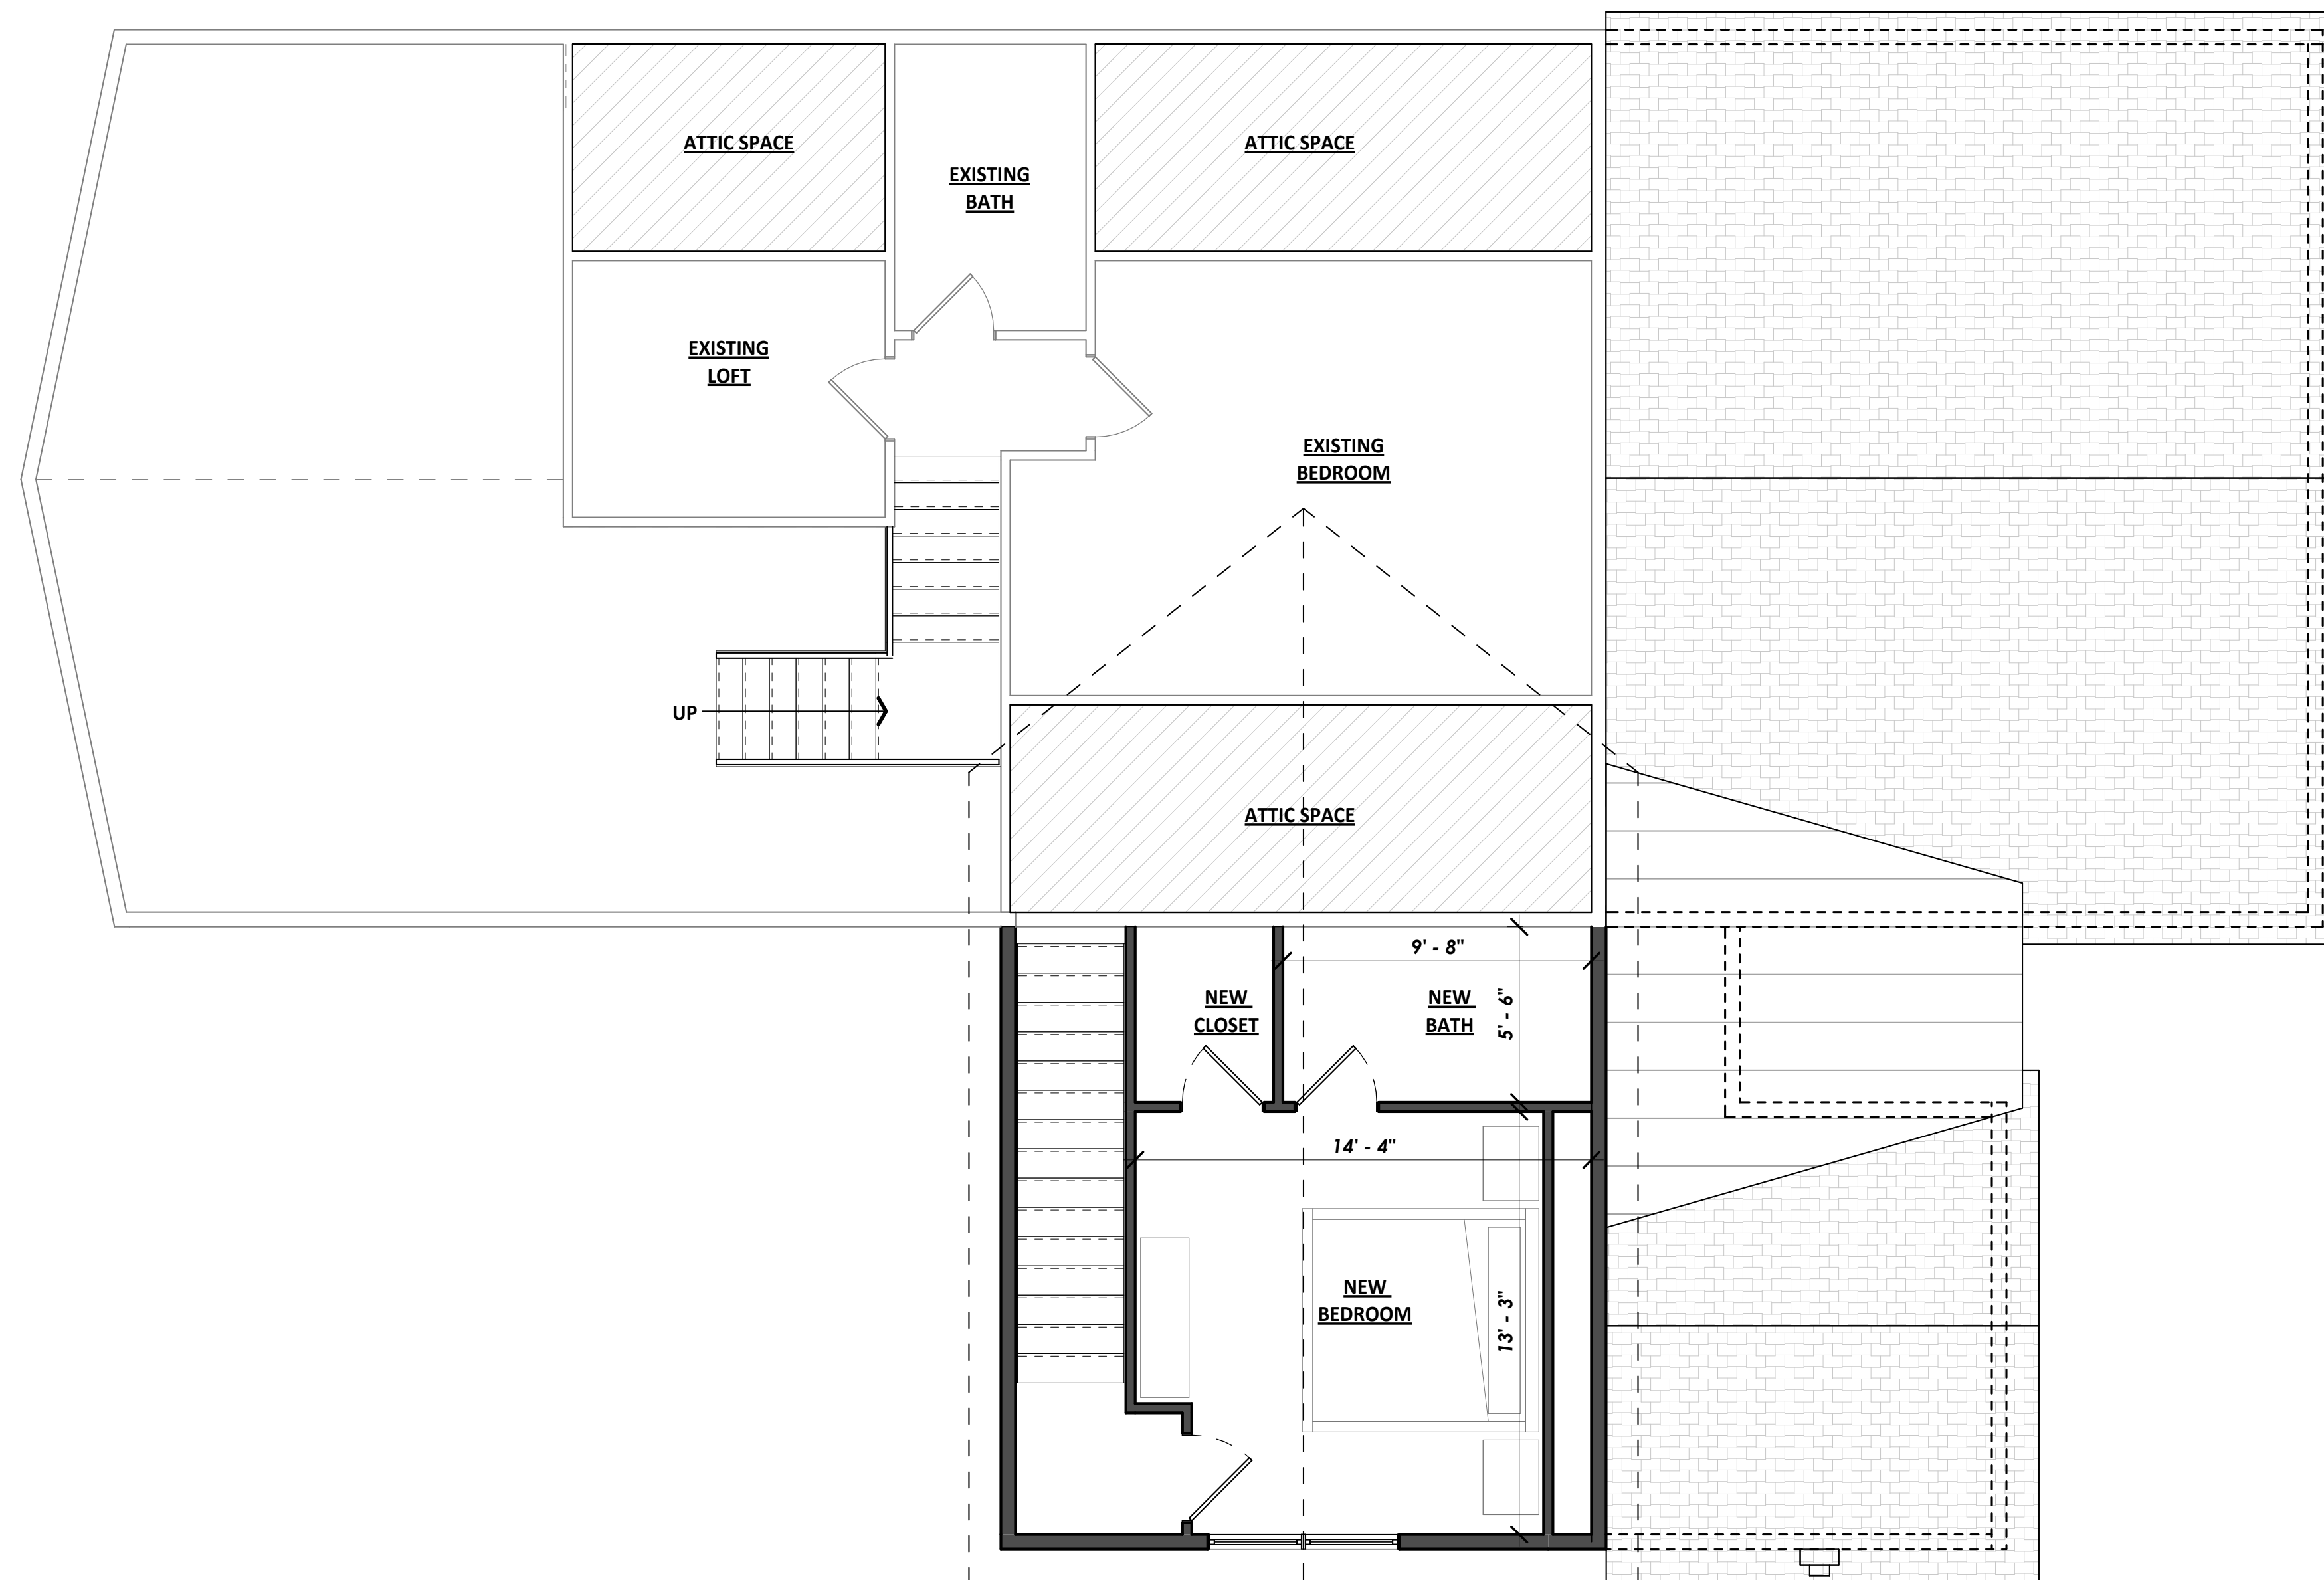 ATTIC SPACE
ATTIC SPACE
EXISTING
BATH
EXISTING
LOFT
EXISTING
BEDROOM
UP
ATTIC SPACE
9' - 8"
NEW
CLOSET
NEW
BATH
5' - 6"
14' - 4"
NEW
BEDROOM
13' - 3"